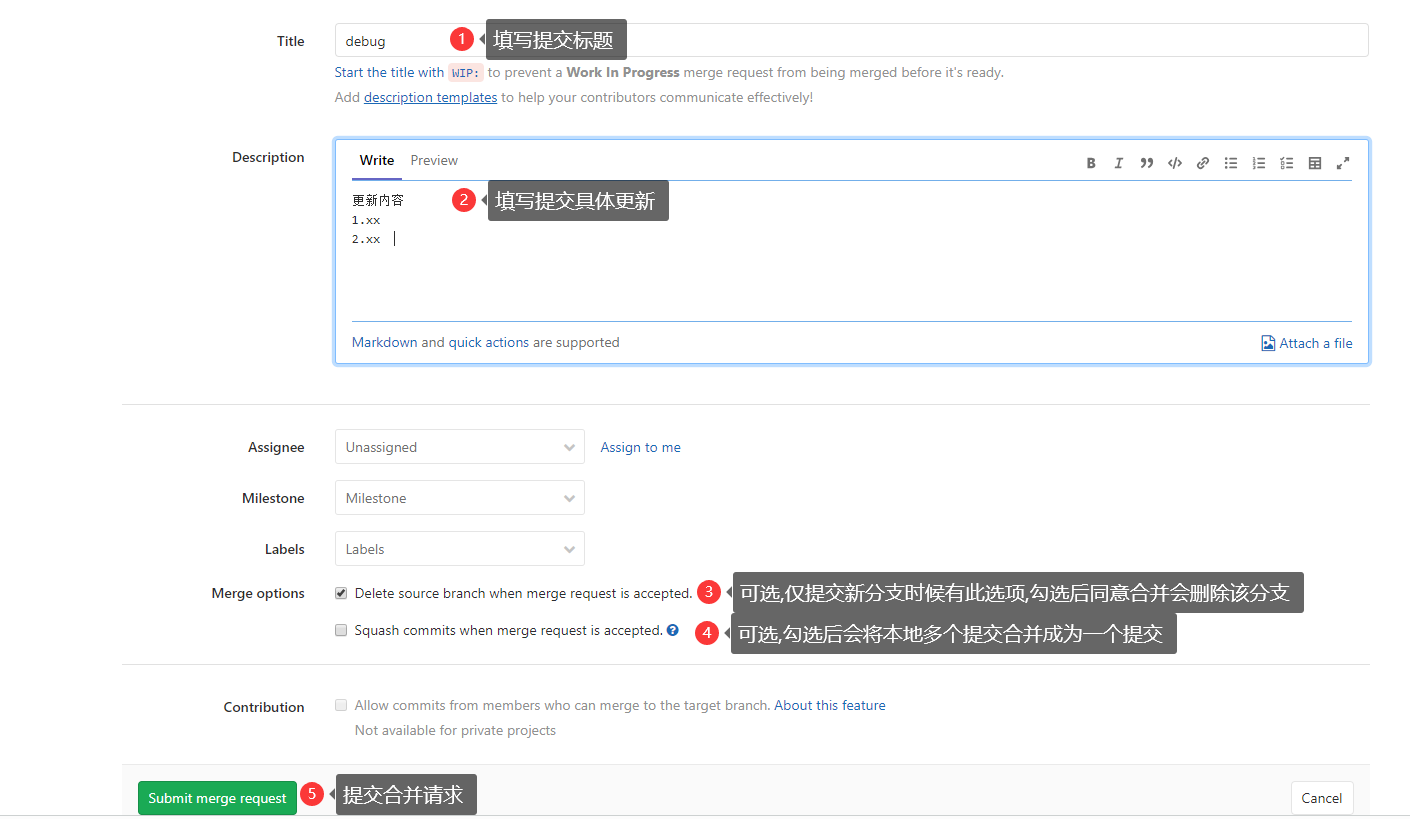 Title
debug
1 填写提交标题
Start the title with WIP: to prevent a Work In Progress merge request from being merged before it's ready.
Add description templates to help your contributors communicate effectively!
Description
Write Preview
更新内容
2 填写提交具体更新
1.xx
2.xx
Markdown and quick actions are supported
Attach a file
Assignee
Unassigned
Assign to me
Milestone
Milestone
Labels
Labels
Merge options
Delete source branch when merge request is accepted.
3 可选,仅提交新分支时候有此选项,勾选后同意合并会删除该分支
Squash commits when merge request is accepted.
4 可选,勾选后会将本地多个提交合并成为一个提交
Contribution
Allow commits from members who can merge to the target branch. About this feature
Not available for private projects
Submit merge request
5 提交合并请求
Cancel